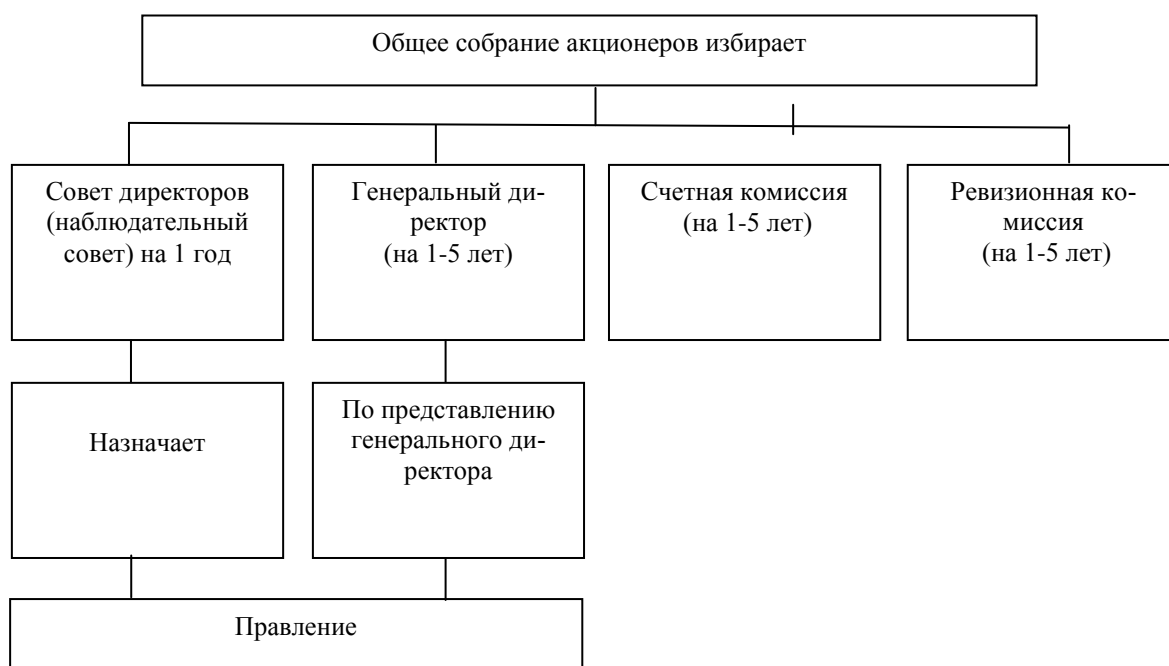 Общее собрание акционеров избирает
Совет директоров
(наблюдательный
совет) на 1 год
Генеральный ди-
ректор
(на 1-5 лет)
Счетная комиссия
(на 1-5 лет)
Ревизионная ко-
миссия
(на 1-5 лет)
Назначает
По представлению
генерального ди-
ректора
Правление